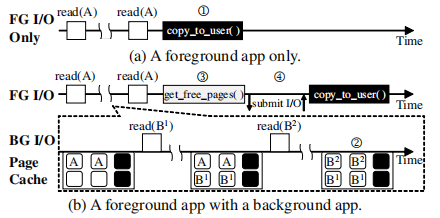 FG I/O Only
read(A) read(A) ① copy_to_user( )
Time
(a) A foreground app only.
FG I/O
read(A) read(A) ③ get_free_pages( ) ④ submit I/O copy_to_user( )
Time
BG I/O
read(B¹) read(B²) ②
Page Cache
A A A A B² B²
B¹ B¹ B¹ B¹
Time
(b) A foreground app with a background app.